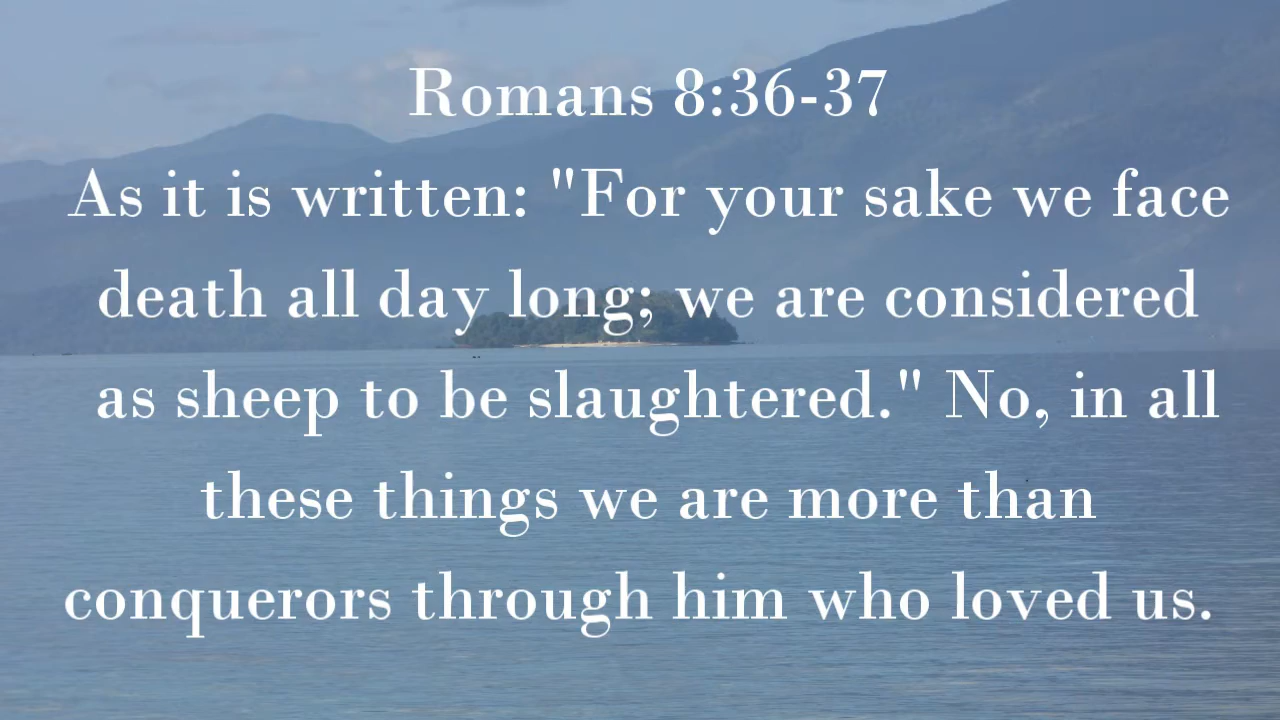 Romans 8:36-37
As it is written: "For your sake we face
death all day long; we are considered
as sheep to be slaughtered." No, in all
these things we are more than
conquerors through him who loved us.